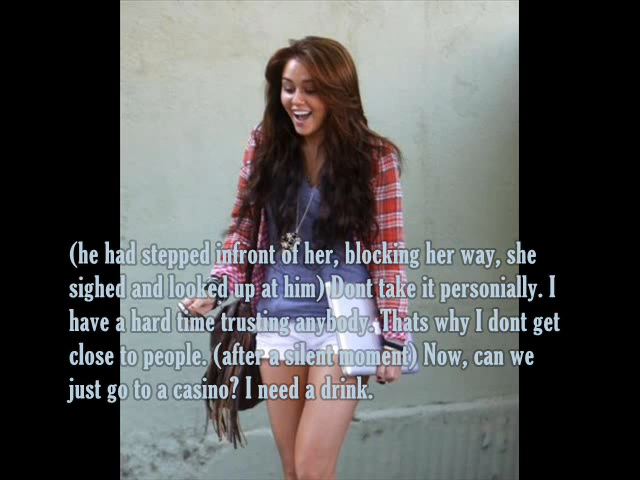 (he had stepped infront of her, blocking her way, she
sighed and looked up at him) Dont take it personially. I
have a hard time trusting anybody. Thats why I dont get
close to people. (after a silent moment) Now, can we
just go to a casino? I need a drink.